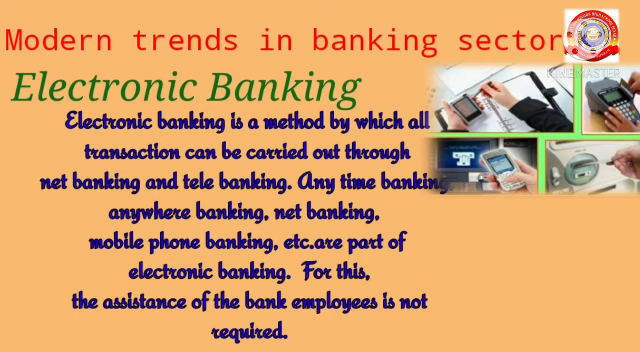 Modern trends in banking sector
KINEMASTER
Electronic Banking
Electronic banking is a method by which all
transaction can be carried out through
net banking and tele banking. Any time banking,
anywhere banking, net banking,
mobile phone banking, etc.are part of
electronic banking. For this,
the assistance of the bank employees is not
required.